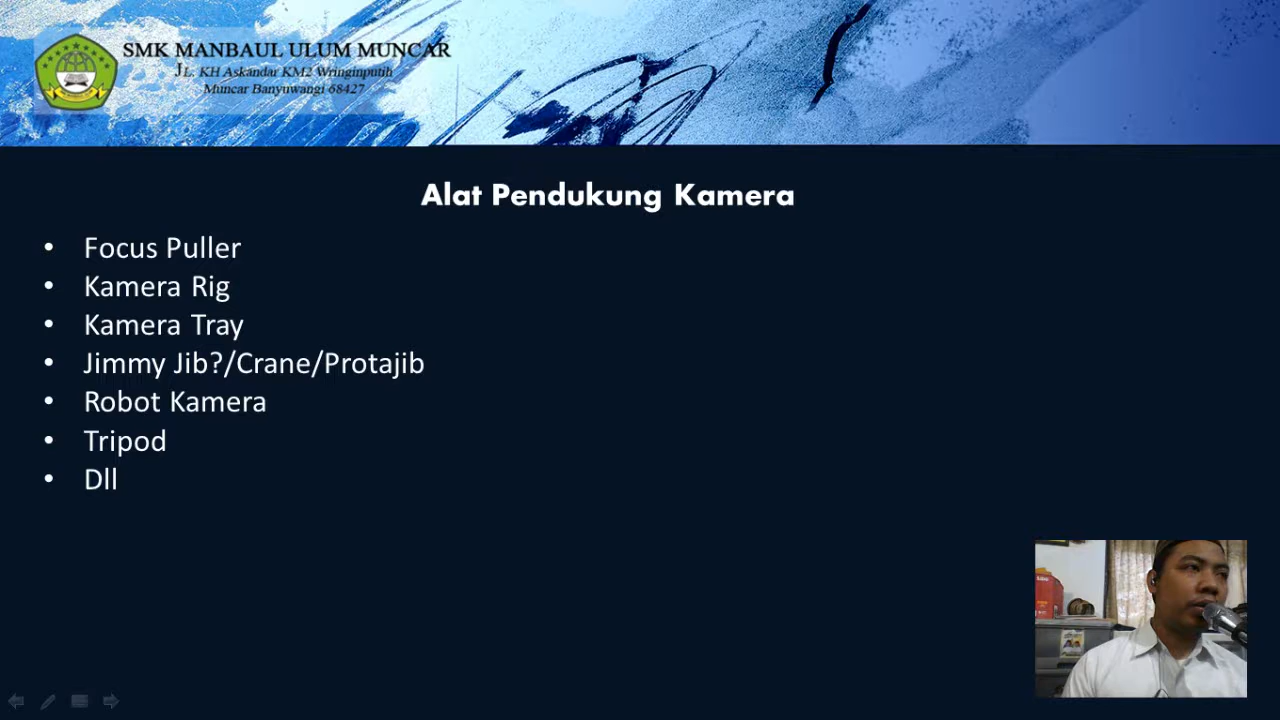 SMK MANBAUL ULUM MUNCAR
JL. KH Askandar KM2 Wringinputih
Muncar Banyuwangi 68427
Alat Pendukung Kamera
• Focus Puller
• Kamera Rig
• Kamera Tray
• Jimmy Jib?/Crane/Protajib
• Robot Kamera
• Tripod
• Dll